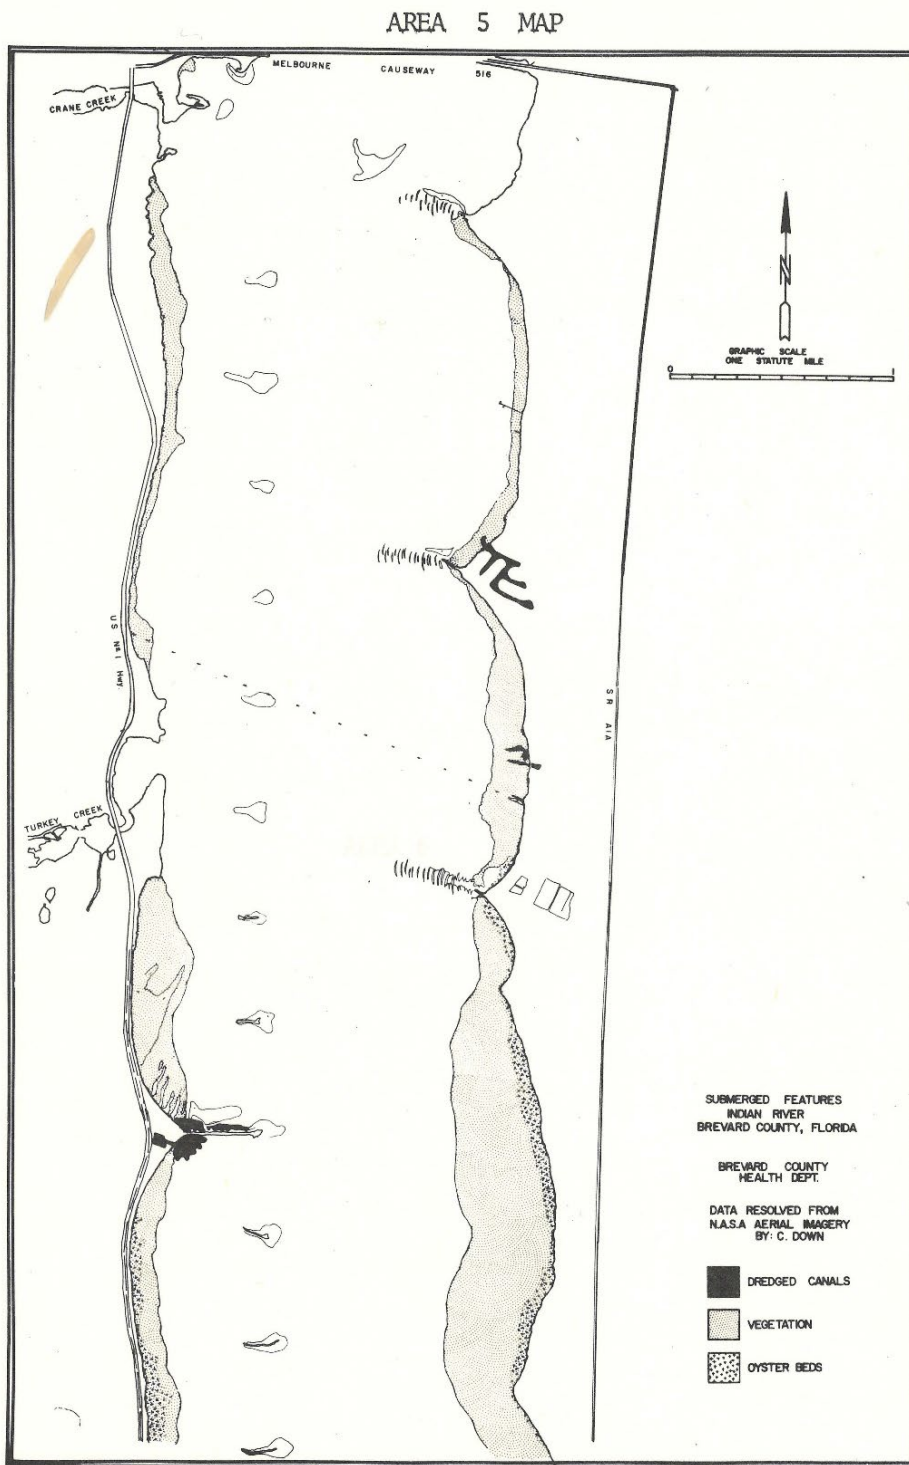 AREA 5 MAP
MELBOURNE CAUSEWAY 516
CRANE CREEK
N
GRAPHIC SCALE
ONE STATUTE MILE
0 1
US No.1 Hwy.
S R A1A
TURKEY CREEK
SUBMERGED FEATURES
INDIAN RIVER
BREVARD COUNTY, FLORIDA
BREVARD COUNTY
HEALTH DEPT.
DATA RESOLVED FROM
N.A.S.A AERIAL IMAGERY
BY: C. DOWN
DREDGED CANALS
VEGETATION
OYSTER BEDS